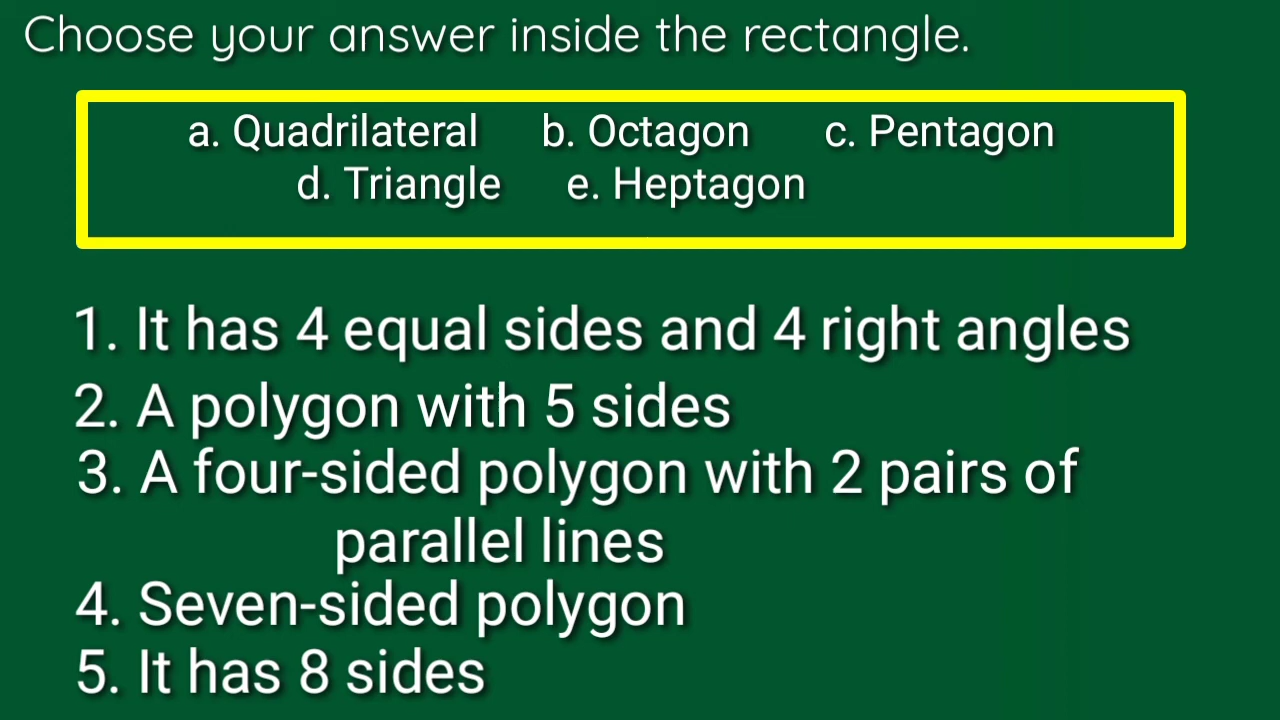 Choose your answer inside the rectangle.
a. Quadrilateral b. Octagon c. Pentagon
d. Triangle e. Heptagon
1. It has 4 equal sides and 4 right angles
2. A polygon with 5 sides
3. A four-sided polygon with 2 pairs of
parallel lines
4. Seven-sided polygon
5. It has 8 sides